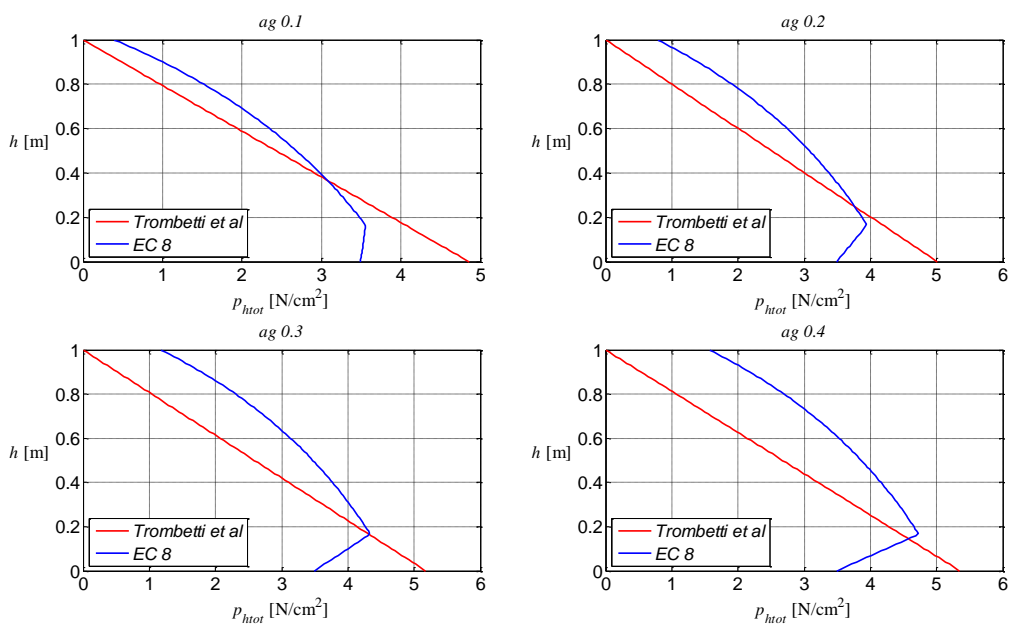 ag 0.1
1
0.8
0.6
h [m]
0.4
0.2
0
Trombetti et al
EC 8
0 1 2 3 4 5
p_htot [N/cm²]
ag 0.2
1
0.8
0.6
h [m]
0.4
0.2
0
Trombetti et al
EC 8
0 1 2 3 4 5 6
p_htot [N/cm²]
ag 0.3
1
0.8
0.6
h [m]
0.4
0.2
0
Trombetti et al
EC 8
0 1 2 3 4 5 6
p_htot [N/cm²]
ag 0.4
1
0.8
0.6
h [m]
0.4
0.2
0
Trombetti et al
EC 8
0 1 2 3 4 5 6
p_htot [N/cm²]